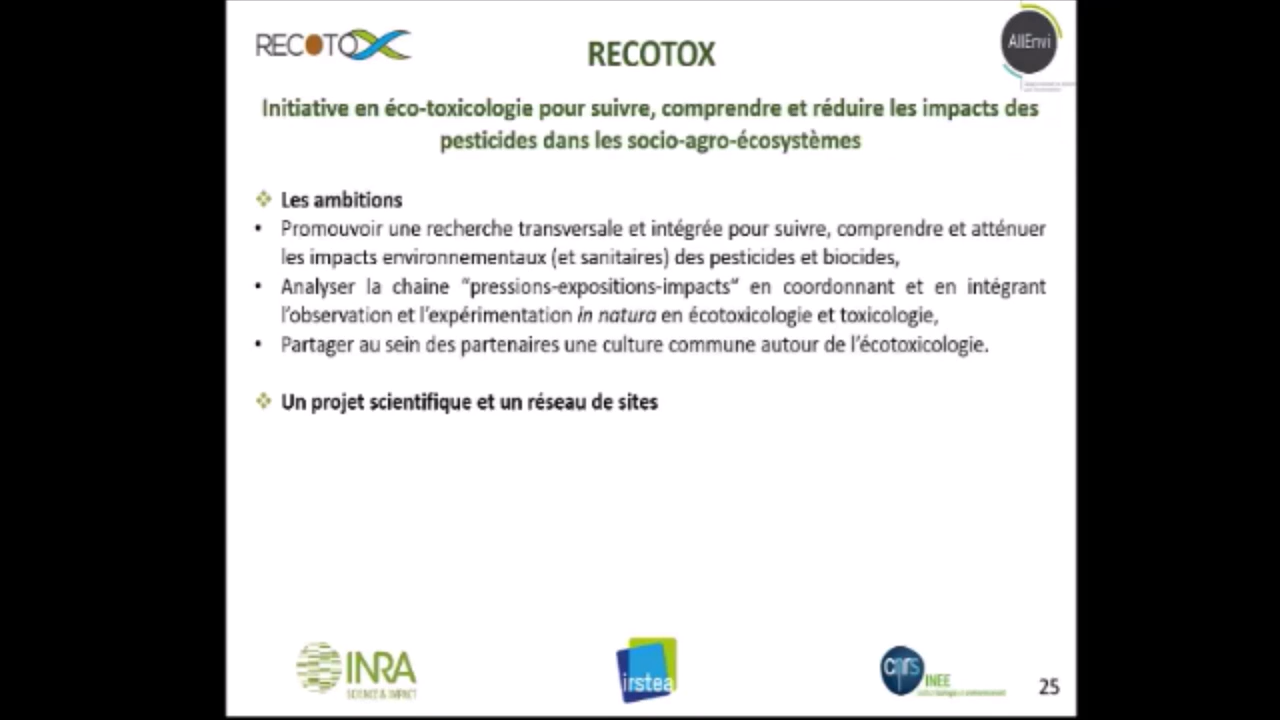 RECOTOX
RECOTOX
AllEnvi
Initiative en éco-toxicologie pour suivre, comprendre et réduire les impacts des
pesticides dans les socio-agro-écosystèmes
Les ambitions
• Promouvoir une recherche transversale et intégrée pour suivre, comprendre et atténuer
les impacts environnementaux (et sanitaires) des pesticides et biocides,
• Analyser la chaine "pressions-expositions-impacts" en coordonnant et en intégrant
l'observation et l'expérimentation in natura en écotoxicologie et toxicologie,
• Partager au sein des partenaires une culture commune autour de l'écotoxicologie.
Un projet scientifique et un réseau de sites
INRA
SCIENCE & IMPACT
irstea
cnrs
INEE
25